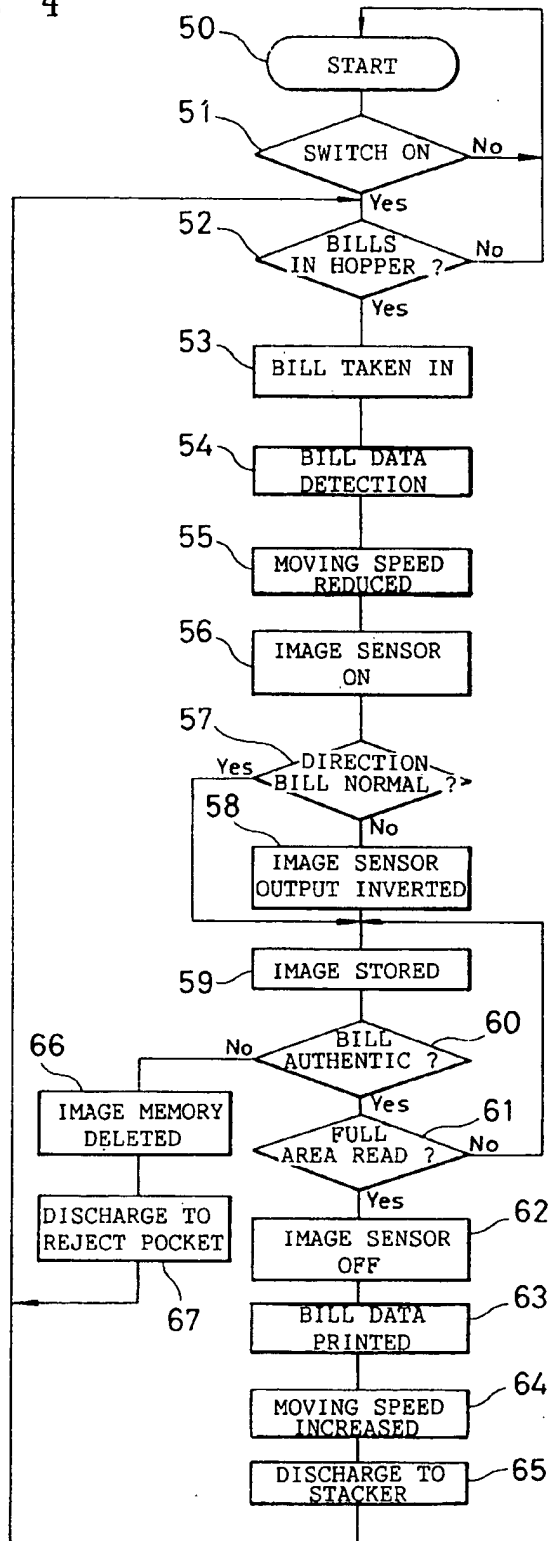 4
50
START
51
SWITCH ON
No
Yes
52
BILLS
IN HOPPER ?
No
Yes
53
BILL TAKEN IN
54
BILL DATA
DETECTION
55
MOVING SPEED
REDUCED
56
IMAGE SENSOR
ON
57
DIRECTION
BILL NORMAL ?
Yes
No
58
IMAGE SENSOR
OUTPUT INVERTED
59
IMAGE STORED
60
BILL
AUTHENTIC ?
No
Yes
66
IMAGE MEMORY
DELETED
61
FULL
AREA READ ?
No
Yes
DISCHARGE TO
REJECT POCKET
67
62
IMAGE SENSOR
OFF
63
BILL DATA
PRINTED
64
MOVING SPEED
INCREASED
65
DISCHARGE TO
STACKER